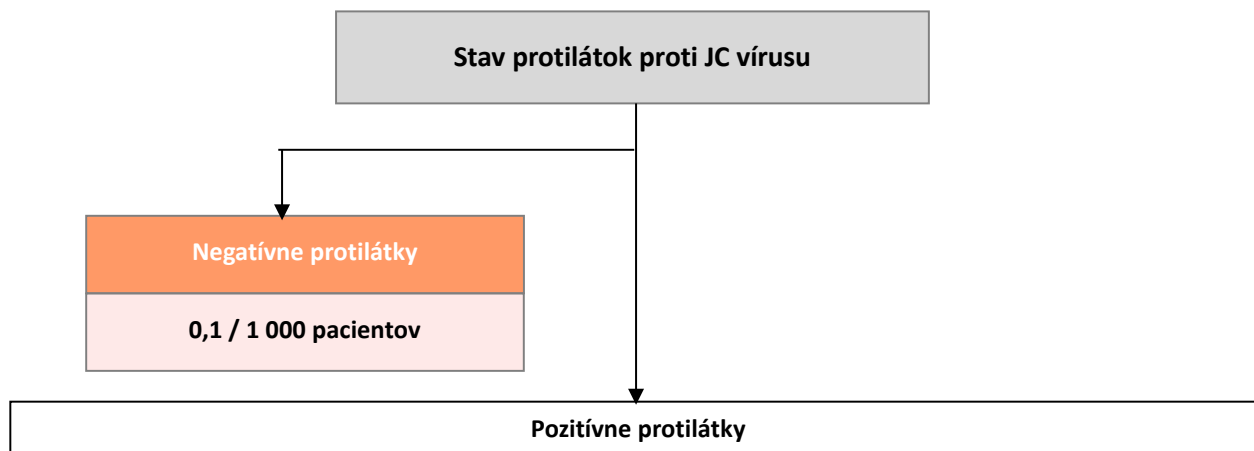 Stav protilátok proti JC vírusu
Negatívne protilátky
0,1 / 1 000 pacientov
Pozitívne protilátky